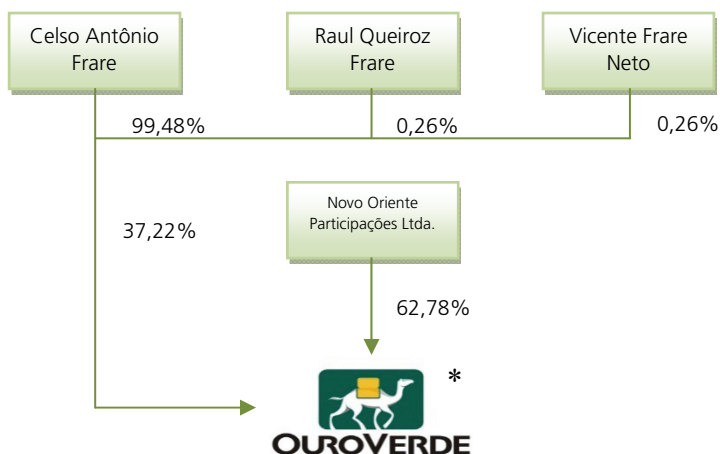 Celso Antônio
Frare
Raul Queiroz
Frare
Vicente Frare
Neto
99,48%
0,26%
0,26%
37,22%
Novo Oriente
Participações Ltda.
62,78%
*
OUROVERDE